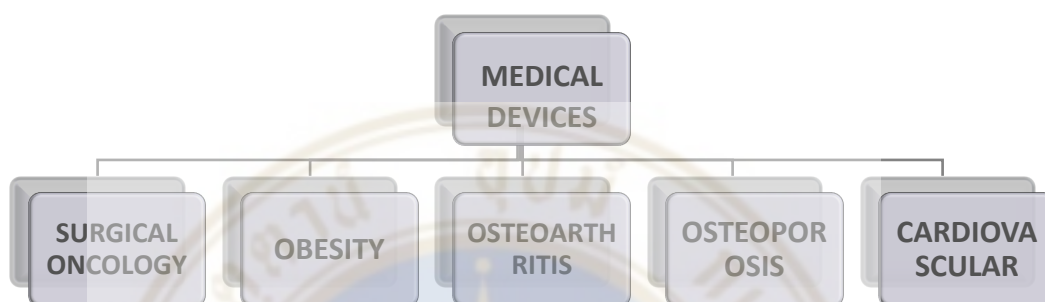 MEDICAL
DEVICES
SURGICAL
ONCOLOGY
OBESITY
OSTEOARTH
RITIS
OSTEOPOR
OSIS
CARDIOVA
SCULAR